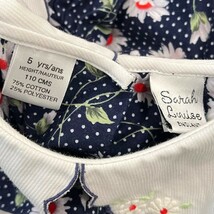 5 yrs/ans
HEIGHT/HAUTEUR
110 CMS
75% COTTON
25% POLYESTER
Sarah
Louise
ENGLAND